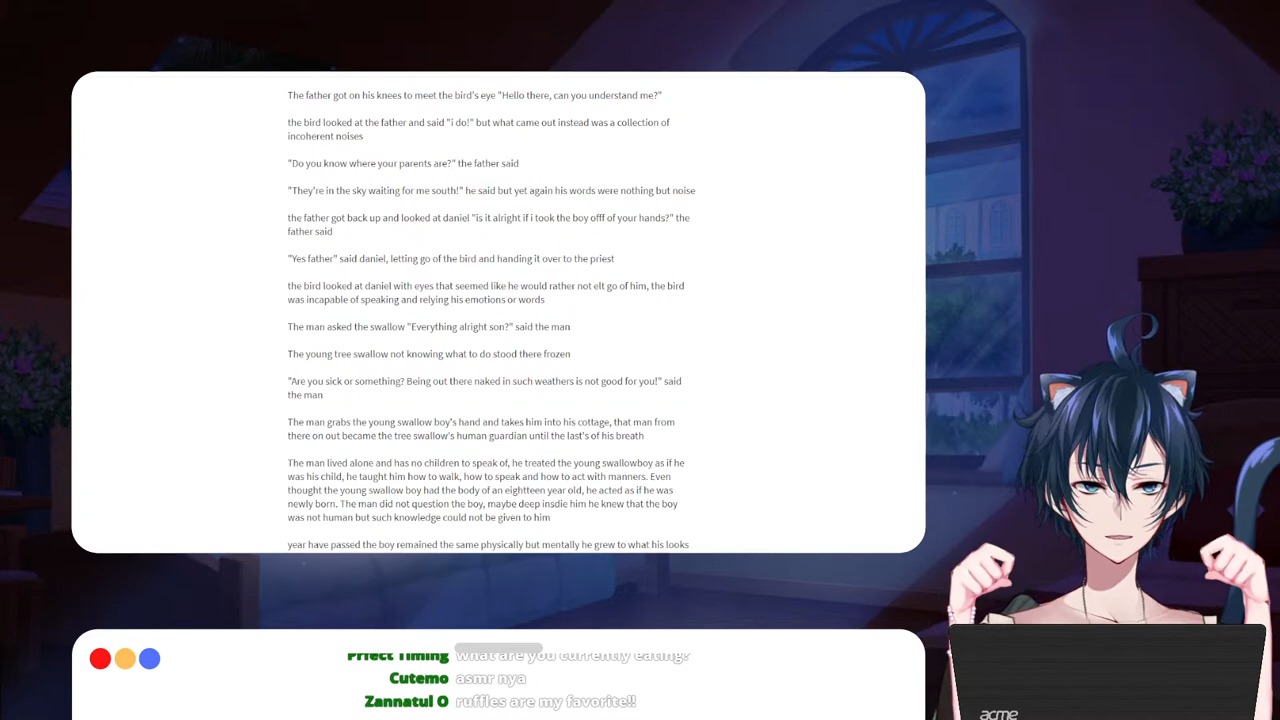 The father got on his knees to meet the bird's eye "Hello there, can you understand me?"
the bird looked at the father and said "i do!" but what came out instead was a collection of
incoherent noises
"Do you know where your parents are?" the father said
"They're in the sky waiting for me south!" he said but yet again his words were nothing but noise
the father got back up and looked at daniel "is it alright if i took the boy offf of your hands?" the
father said
"Yes father" said daniel, letting go of the bird and handing it over to the priest
the bird looked at daniel with eyes that seemed like he would rather not elt go of him, the bird
was incapable of speaking and relying his emotions or words
The man asked the swallow "Everything alright son?" said the man
The young tree swallow not knowing what to do stood there frozen
"Are you sick or something? Being out there naked in such weathers is not good for you!" said
the man
The man grabs the young swallow boy's hand and takes him into his cottage, that man from
there on out became the tree swallow's human guardian until the last's of his breath
The man lived alone and has no children to speak of, he treated the young swallowboy as if he
was his child, he taught him how to walk, how to speak and how to act with manners. Even
thought the young swallow boy had the body of an eightteen year old, he acted as if he was
newly born. The man did not question the boy, maybe deep insdie him he knew that the boy
was not human but such knowledge could not be given to him
year have passed the boy remained the same physically but mentally he grew to what his looks
Prfect Timing what are you currently eating?
Cutemo asmr nya
Zannatul O ruffles are my favorite!!
acme